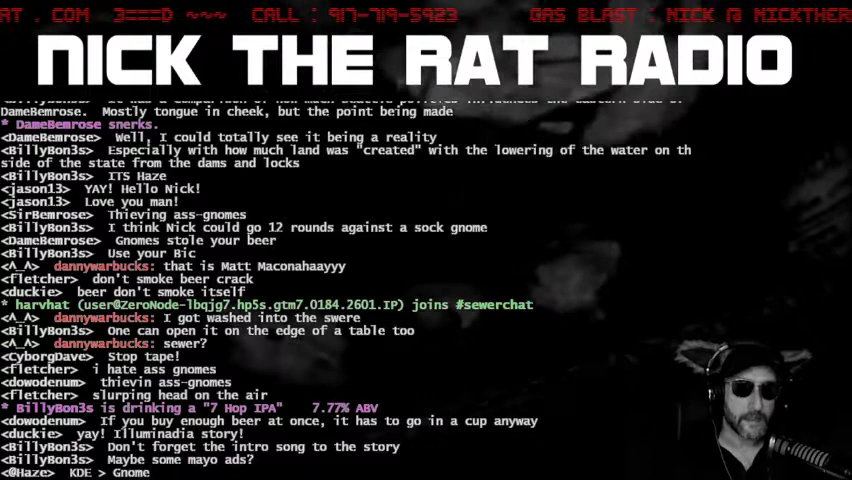 AT . COM 3===D ~~~ CALL : 917-719-5923 GAS BLAST : NICK @ NICKTHER
NICK THE RAT RADIO
DameBemrose. Mostly tongue in cheek, but the point being made
* DameBemrose snerks.
<DameBemrose> Well, I could totally see it being a reality
<BillyBon3s> Especially with how much land was "created" with the lowering of the water on th
side of the state from the dams and locks
<BillyBon3s> ITS Haze
<jason13> YAY! Hello Nick!
<jason13> Love you man!
<SirBemrose> Thieving ass-gnomes
<BillyBon3s> I think Nick could go 12 rounds against a sock gnome
<DameBemrose> Gnomes stole your beer
<BillyBon3s> Use your Bic
<^_^> dannywarbucks: that is Matt Maconahaayyy
<fletcher> don't smoke beer crack
<duckie> beer don't smoke itself
* harvhat (user@ZeroNode-lbqjg7.hp5s.gtm7.0184.2601.IP) joins #sewerchat
<^_^> dannywarbucks: I got washed into the swere
<BillyBon3s> One can open it on the edge of a table too
<^_^> dannywarbucks: sewer?
<CyborgDave> Stop tape!
<fletcher> i hate ass gnomes
<dowodenum> thievin ass-gnomes
<fletcher> slurping head on the air
* BillyBon3s is drinking a "7 Hop IPA" 7.77% ABV
<dowodenum> If you buy enough beer at once, it has to go in a cup anyway
<duckie> yay! Illuminadia story!
<BillyBon3s> Don't forget the intro song to the story
<BillyBon3s> Maybe some mayo ads?
<@Haze> KDE > Gnome